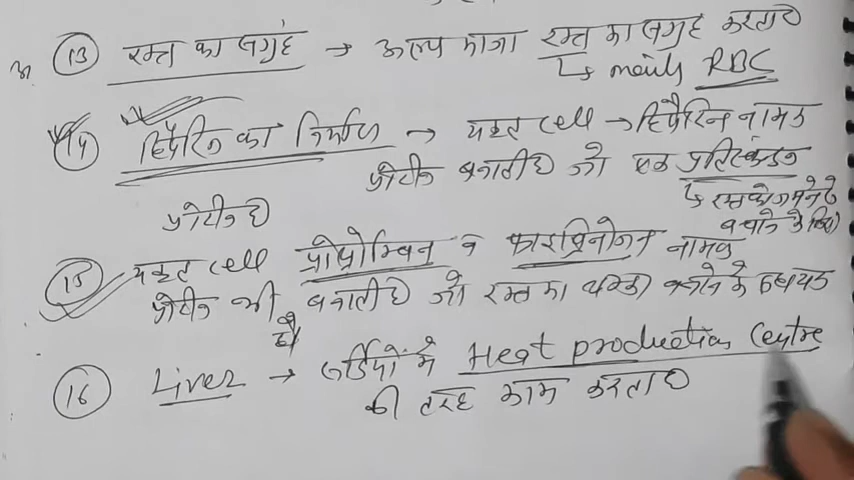 (13) रक्त का संग्रह → अल्प मात्रा रक्त का संग्रह करता है
↳ mainly RBC
(14) हिपैरिन का निर्माण → यकृत cell → हिपैरिन नामक
प्रोटीन बनाती है जो एक प्रतिस्कंदन
प्रोटीन है
↳ रक्त को जमने से
बचाने के लिए)
(15) यकृत cell प्रोथ्रोम्बिन व फाइब्रिनोजन नामक
प्रोटीन भी बनाती है जो रक्त का थक्का बनाने में सहायक
है
(16) Liver → सर्दियों में Heat production Centre
की तरह काम करता है